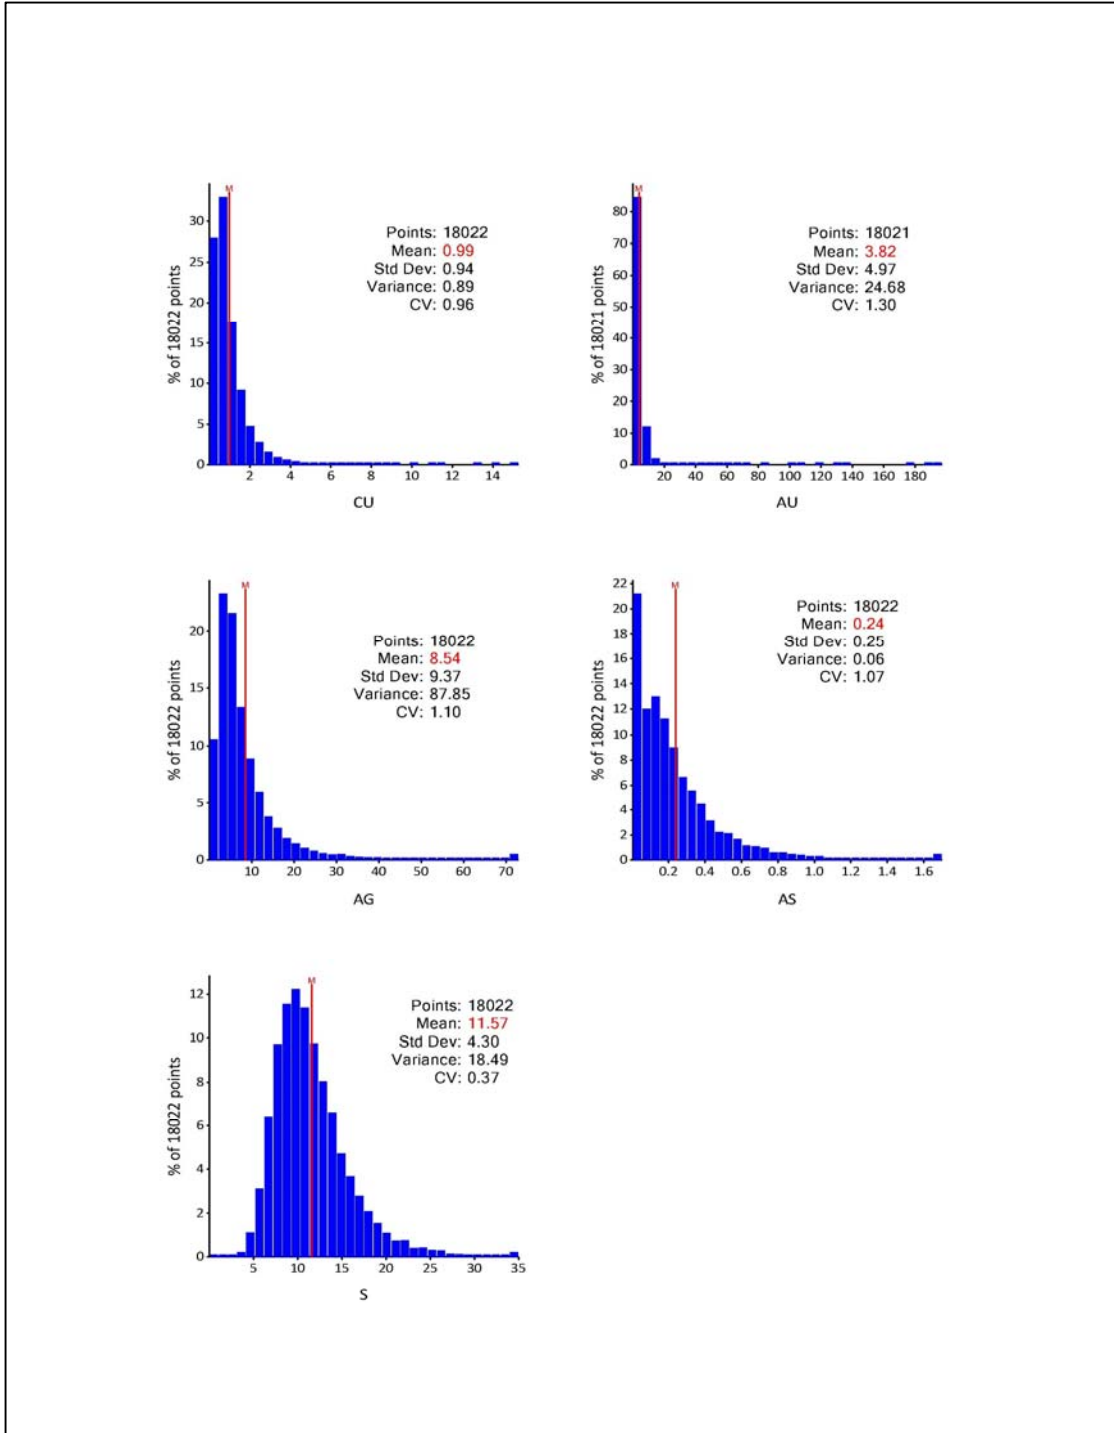 M
Points: 18022
Mean: 0.99
Std Dev: 0.94
Variance: 0.89
CV: 0.96
% of 18022 points
30
25
20
15
10
5
0
2 4 6 8 10 12 14
CU
M
Points: 18021
Mean: 3.82
Std Dev: 4.97
Variance: 24.68
CV: 1.30
% of 18021 points
80
70
60
50
40
30
20
10
0
20 40 60 80 100 120 140 160 180
AU
M
Points: 18022
Mean: 8.54
Std Dev: 9.37
Variance: 87.85
CV: 1.10
% of 18022 points
20
15
10
5
0
10 20 30 40 50 60 70
AG
M
Points: 18022
Mean: 0.24
Std Dev: 0.25
Variance: 0.06
CV: 1.07
% of 18022 points
22
20
18
16
14
12
10
8
6
4
2
0
0.2 0.4 0.6 0.8 1.0 1.2 1.4 1.6
AS
M
Points: 18022
Mean: 11.57
Std Dev: 4.30
Variance: 18.49
CV: 0.37
% of 18022 points
12
10
8
6
4
2
0
5 10 15 20 25 30 35
S